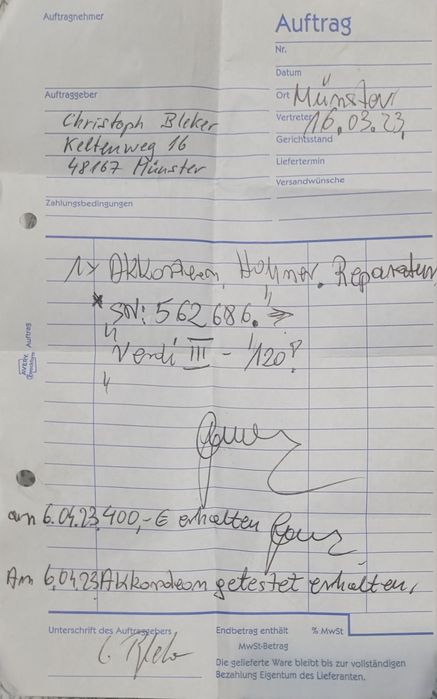 Auftragnehmer
Auftrag
Nr.
Datum
Ort Münster
Vertreter 16.03.23,
Gerichtsstand
Liefertermin
Versandwünsche
Auftraggeber
Christoph Bleker
Keltenweg 16
48167 Münster
Zahlungsbedingungen
1x Akkordeon, Hohner. Reparatur
* SN: 562686.
Verdi III - 120
AVERY Zweckform Auftrag
am 6.04.23 400,- € erhalten
Am 6.04.23 Akkordeon getestet erhalten,
Unterschrift des Auftraggebers
Endbetrag enthält % MwSt
MwSt-Betrag
Die gelieferte Ware bleibt bis zur vollständigen
Bezahlung Eigentum des Lieferanten.